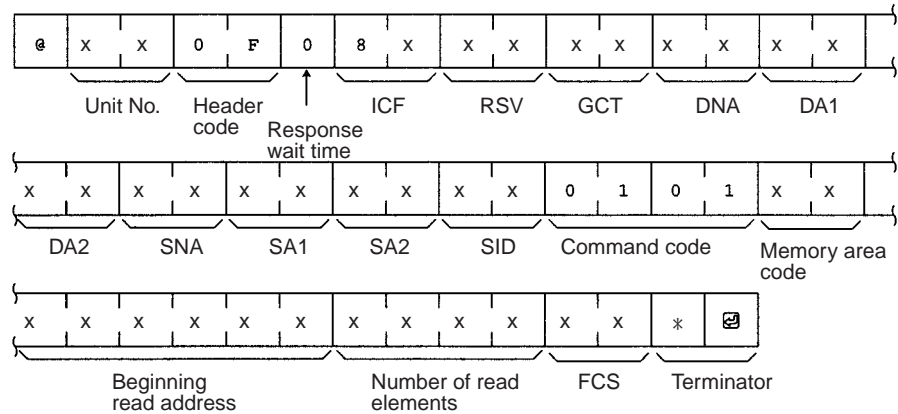 @ x x 0 F 0 8 x x x x x x x x x
Unit No. Header code Response wait time ICF RSV GCT DNA DA1
x x x x x x x x x x 0 1 0 1 x x
DA2 SNA SA1 SA2 SID Command code Memory area code
x x x x x x x x x x x x * ↵
Beginning read address Number of read elements FCS Terminator